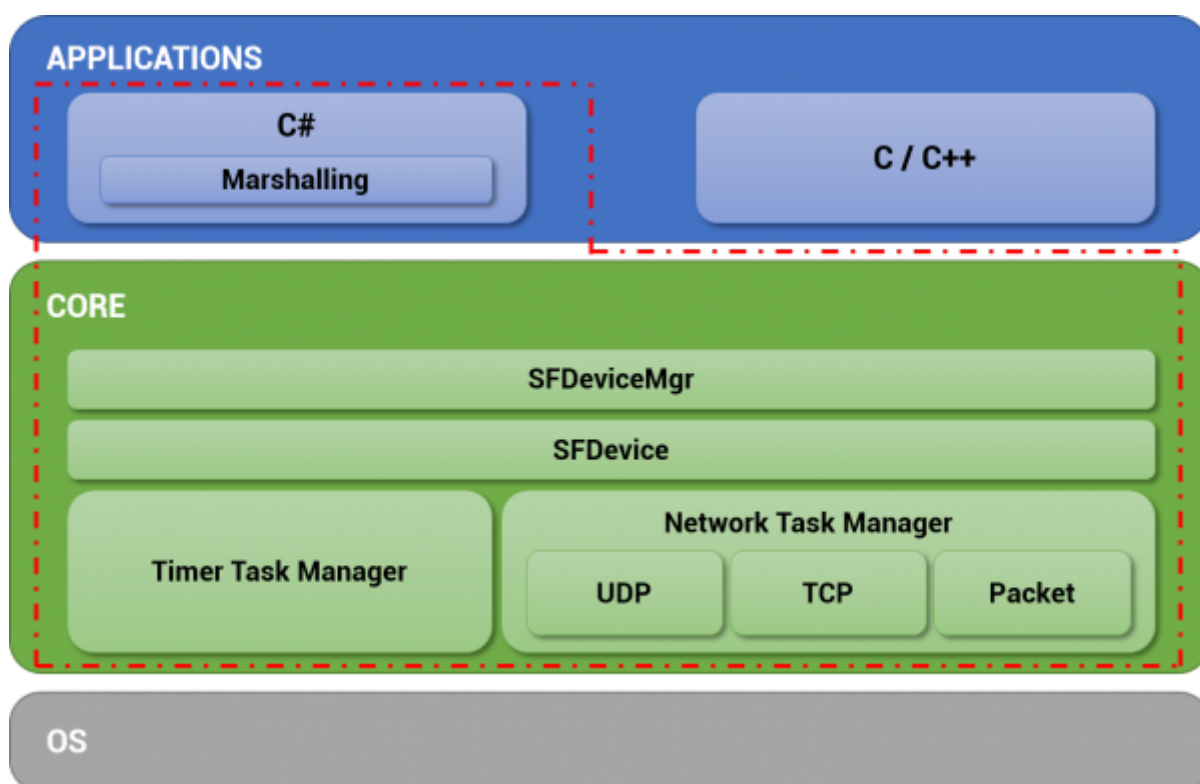 APPLICATIONS
C#
Marshalling
C / C++
CORE
SFDeviceMgr
SFDevice
Timer Task Manager
Network Task Manager
UDP
TCP
Packet
OS